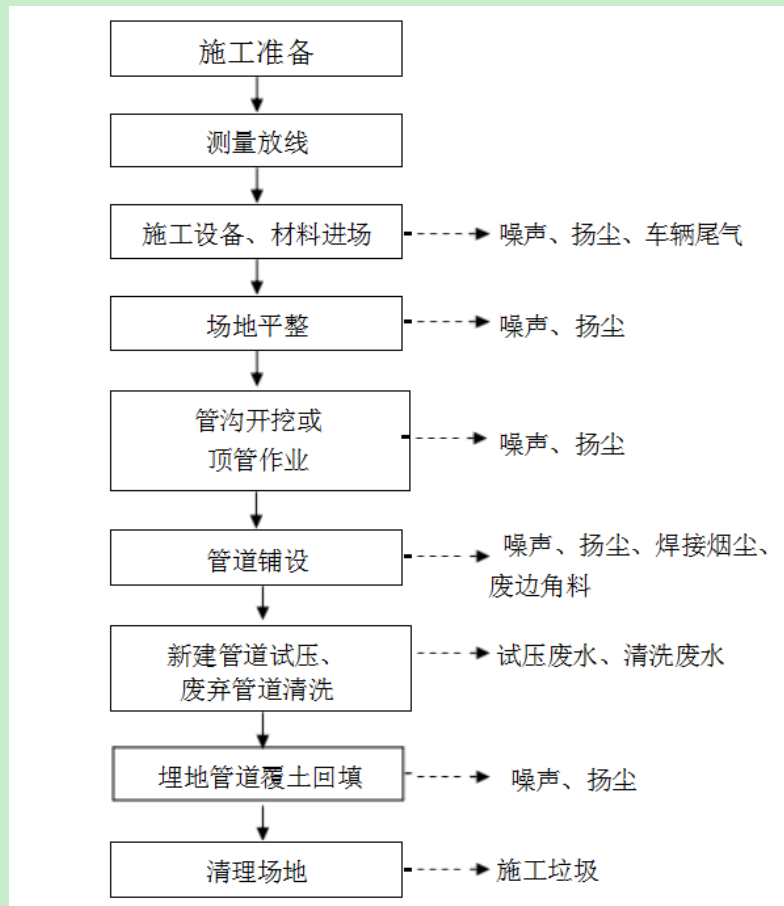 施工准备
测量放线
施工设备、材料进场
噪声、扬尘、车辆尾气
场地平整
噪声、扬尘
管沟开挖或
顶管作业
噪声、扬尘
管道铺设
噪声、扬尘、焊接烟尘、
废边角料
新建管道试压、
废弃管道清洗
试压废水、清洗废水
埋地管道覆土回填
噪声、扬尘
清理场地
施工垃圾